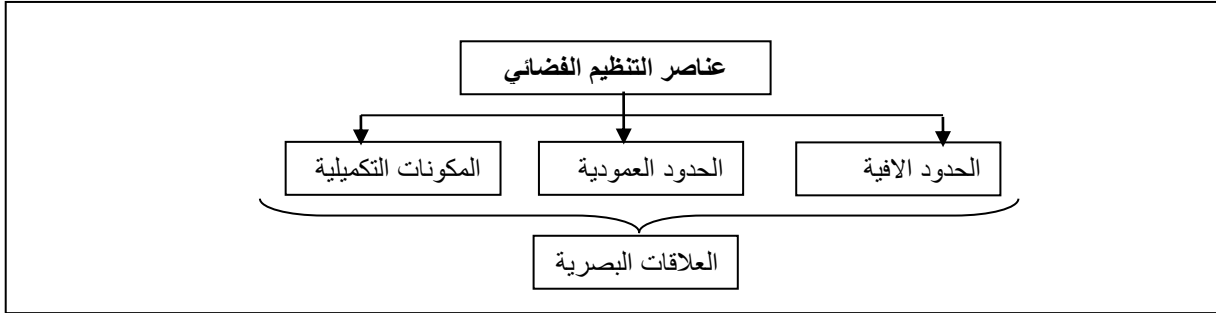 عناصر التنظيم الفضائي
الحدود الافية
الحدود العمودية
المكونات التكميلية
العلاقات البصرية